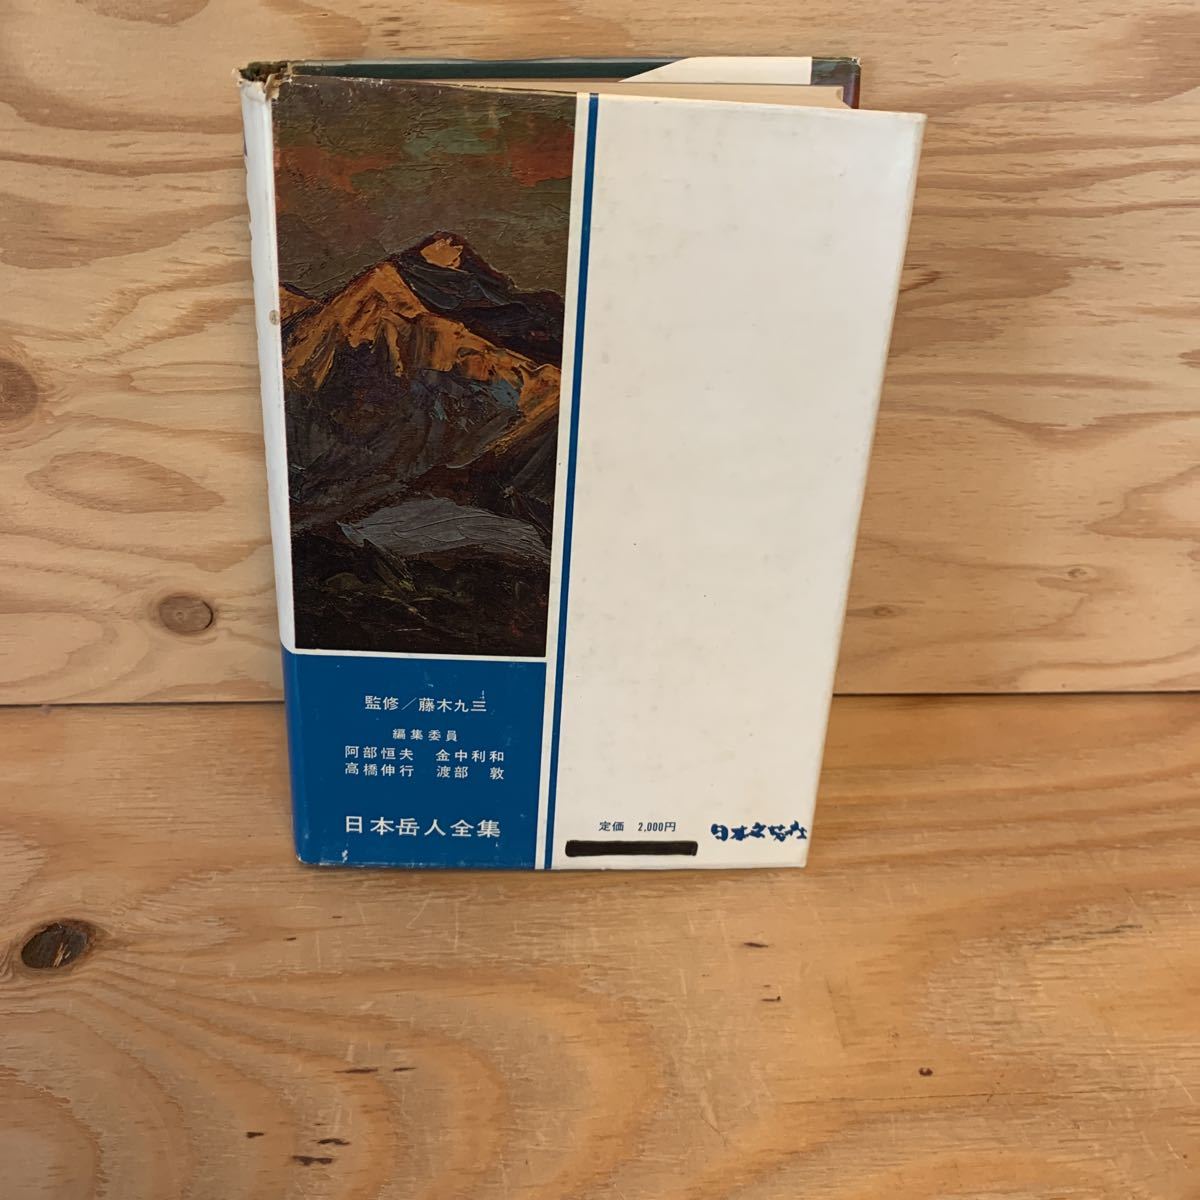 監修／藤木九三
編集委員
阿部恒夫　金中利和
高橋伸行　渡部　敦
日本岳人全集
定価　2,000円
日本文芸社